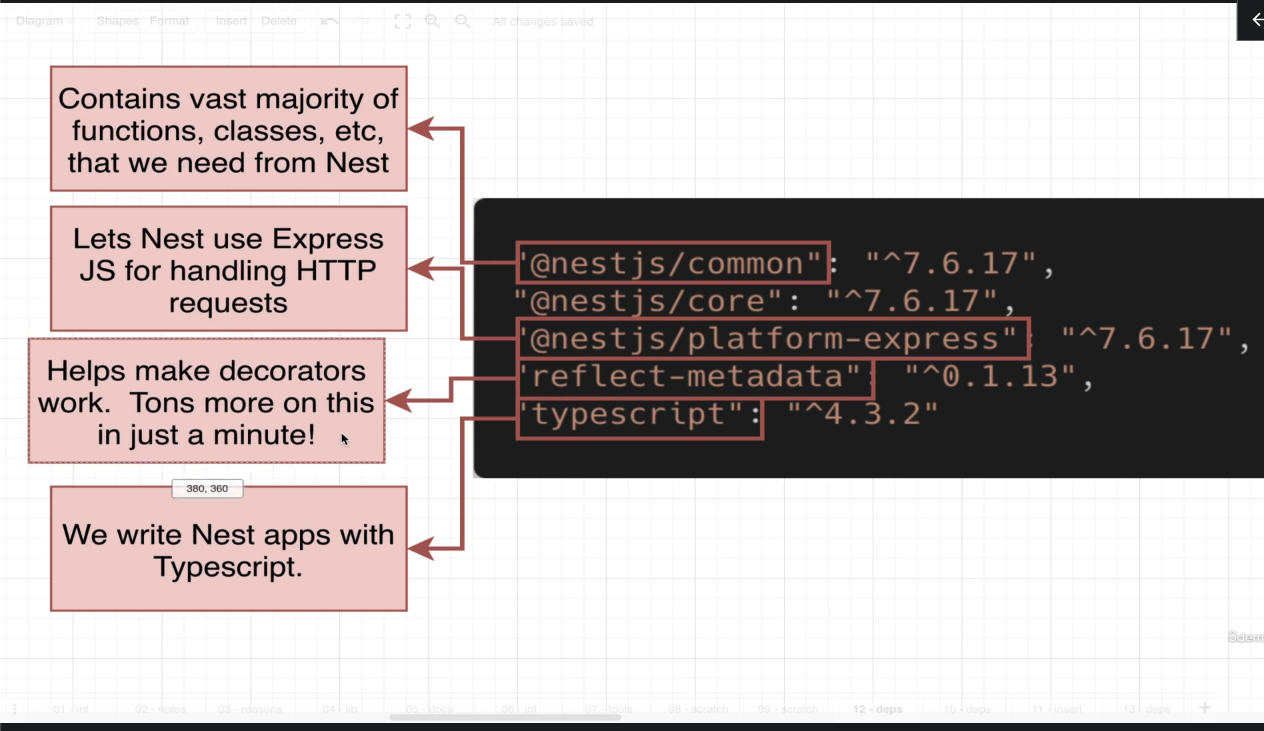 Diagram Shapes Format Insert Delete All changes saved
Contains vast majority of
functions, classes, etc,
that we need from Nest
Lets Nest use Express
JS for handling HTTP
requests
Helps make decorators
work. Tons more on this
in just a minute!
380, 360
We write Nest apps with
Typescript.
'@nestjs/common": "^7.6.17",
"@nestjs/core": "^7.6.17",
'@nestjs/platform-express": "^7.6.17",
'reflect-metadata": "^0.1.13",
'typescript": "^4.3.2"
01 - int 02 - notes 03 - reasons 04 - lib 05 - docs 06 - int 07 - tools 08 - scratch 09 - scratch 12 - deps 10 - deps 11 - insert 13 - deps